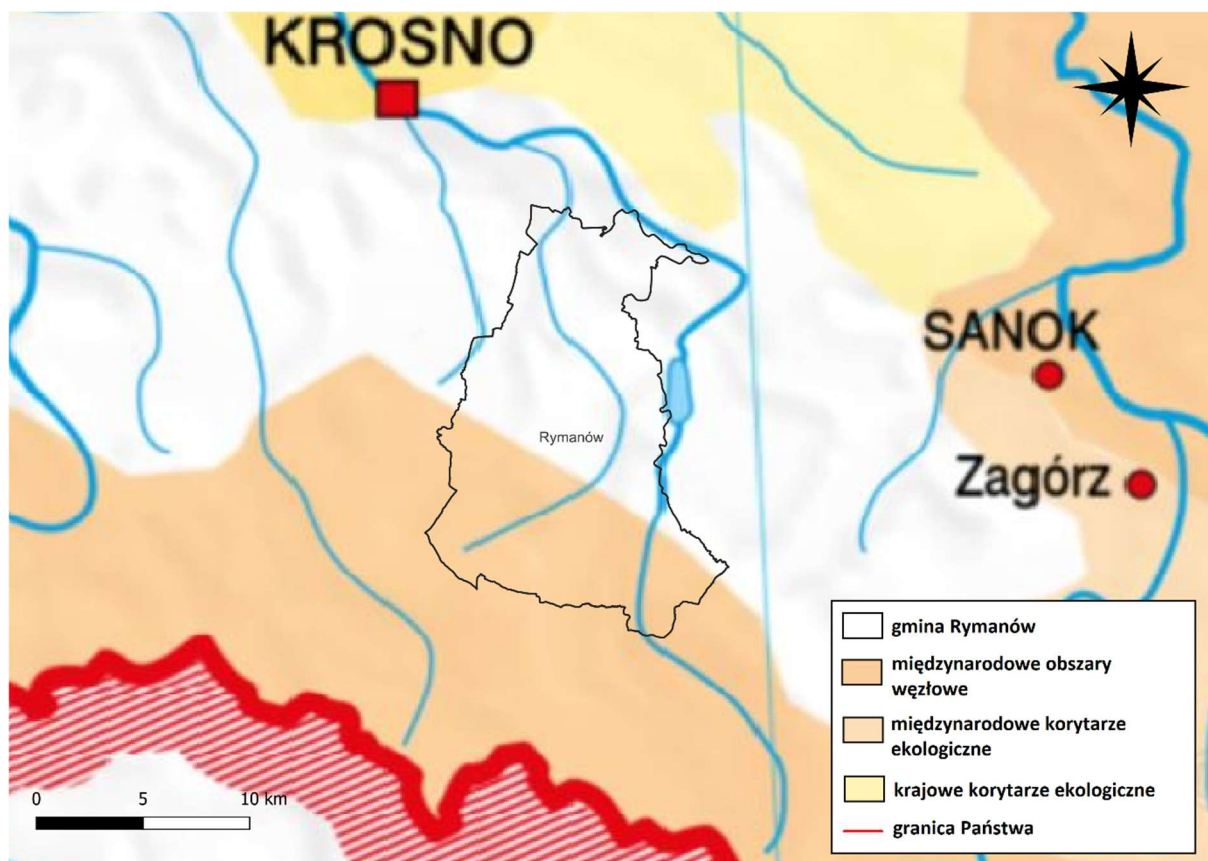 KROSNO
SANOK
Zagórz
Rymanów
gmina Rymanów
międzynarodowe obszary
węzłowe
międzynarodowe korytarze
ekologiczne
krajowe korytarze ekologiczne
granica Państwa
0 5 10 km